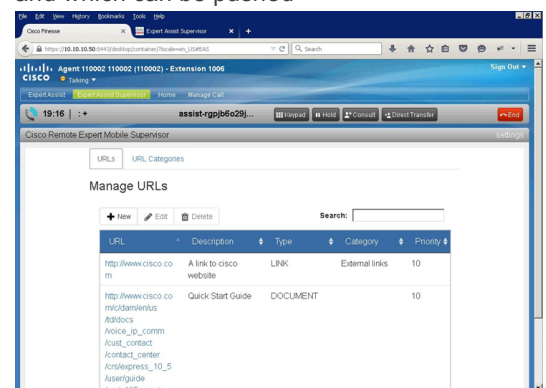 and which can be pushed
File Edit View History Bookmarks Tools Help
Cisco Finesse
Expert Assist Supervisor
https://10.10.10.50:8443/desktop/container/?locale=en_US#EAS
Search
CISCO
Agent 110002 110002 (110002) - Extension 1006
Talking
Sign Out
Expert Assist
Expert Assist Supervisor
Home
Manage Call
19:16 | : +
assist-rgpjb6o29j...
Keypad
Hold
Consult
Direct Transfer
End
Cisco Remote Expert Mobile Supervisor
settings
URLs
URL Categories
Manage URLs
New
Edit
Delete
Search:
URL Description Type Category Priority
http://www.cisco.co A link to cisco LINK External links 10
m website
http://www.cisco.co Quick Start Guide DOCUMENT 10
m/c/dam/en/us
/td/docs
/voice_ip_comm
/cust_contact
/contact_center
/crs/express_10_5
/user/guide